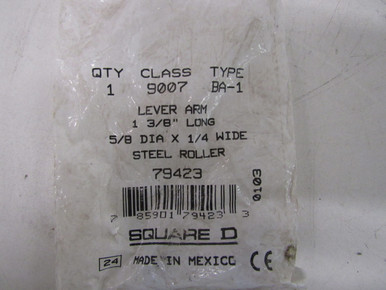 QTY CLASS TYPE
1 9007 BA-1
LEVER ARM
1 3/8" LONG
5/8 DIA X 1/4 WIDE
STEEL ROLLER
79423
0103
7 85901 79423 3
SQUARE D
24 MADE IN MEXICO CE